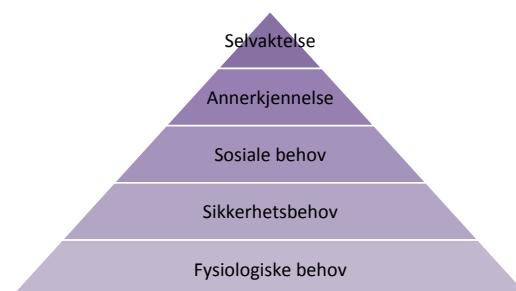 Selvaktelse
Annerkjennelse
Sosiale behov
Sikkerhetsbehov
Fysiologiske behov